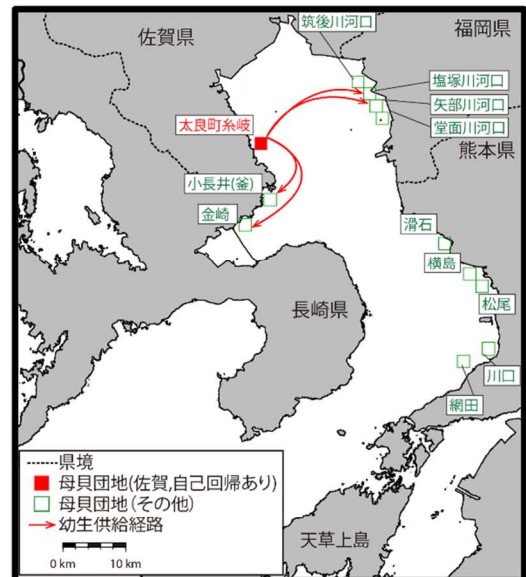 筑後川河口
佐賀県
福岡県
塩塚川河口
矢部川河口
太良町糸岐
堂面川河口
熊本県
小長井(釜)
金崎
滑石
横島
長崎県
松尾
川口
網田
県境
母貝団地(佐賀,自己回帰あり)
母貝団地(その他)
幼生供給経路
0 km 10 km
天草上島